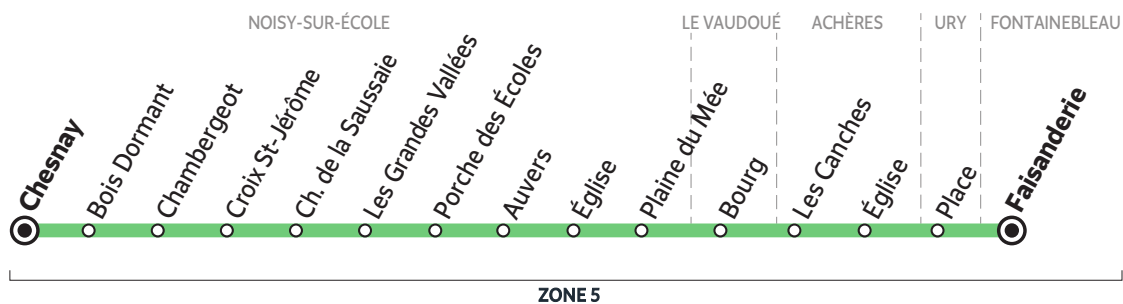 NOISY-SUR-ÉCOLE
LE VAUDOUÉ
ACHÈRES
URY
FONTAINEBLEAU
Chesnay
Bois Dormant
Chambergeot
Croix St-Jérôme
Ch. de la Saussaie
Les Grandes Vallées
Porche des Écoles
Auvers
Église
Plaine du Mée
Bourg
Les Canches
Église
Place
Faisanderie
ZONE 5